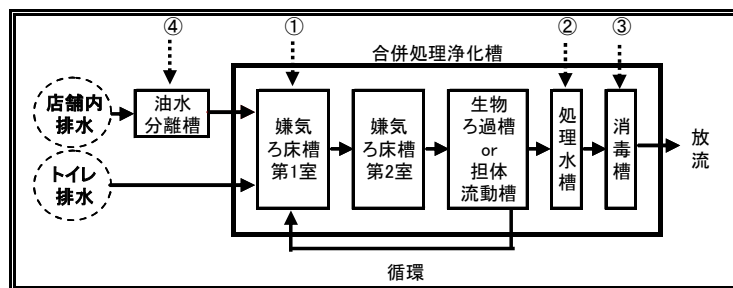 ④
①
②
③
合併処理浄化槽
店舗内
排水
油水
分離槽
トイレ
排水
嫌気
ろ床槽
第1室
嫌気
ろ床槽
第2室
生物
ろ過槽
or
担体
流動槽
処理水槽
消毒槽
放流
循環